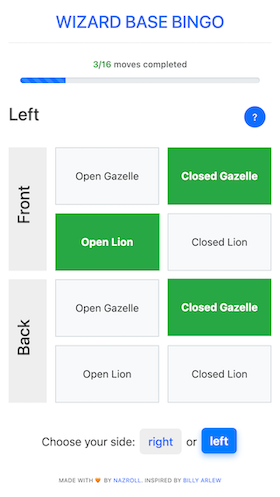 WIZARD BASE BINGO
3/16 moves completed
Left
?
Front
Open Gazelle
Closed Gazelle
Open Lion
Closed Lion
Back
Open Gazelle
Closed Gazelle
Open Lion
Closed Lion
Choose your side: right or left
MADE WITH 🧡 BY NAZROLL. INSPIRED BY BILLY ARLEW